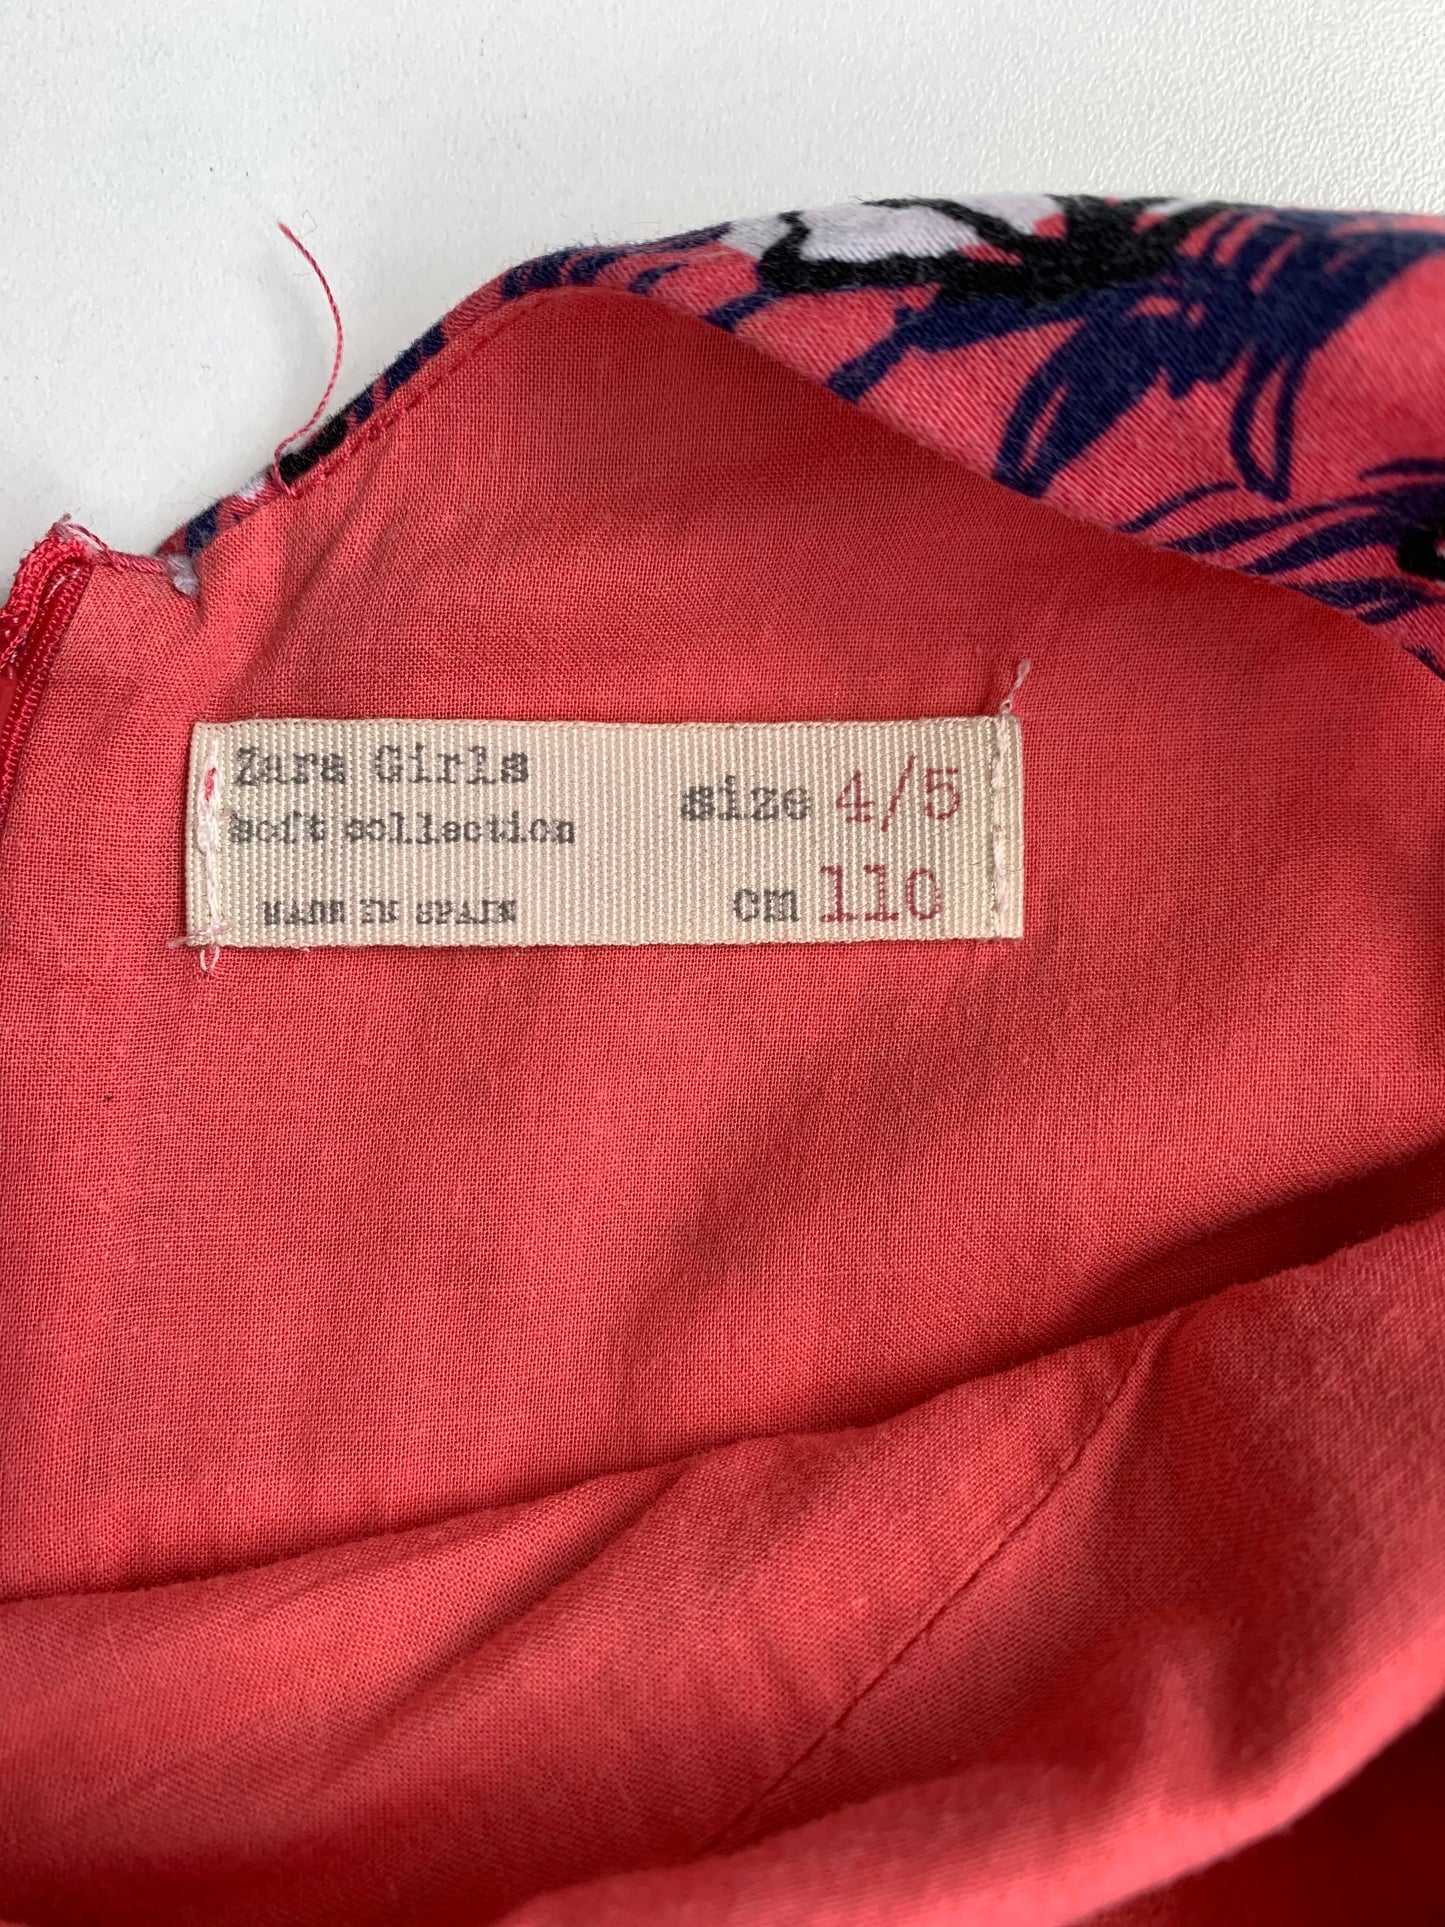 Zara Girls
soft collection
MADE IN SPAIN
size 4/5
cm 110